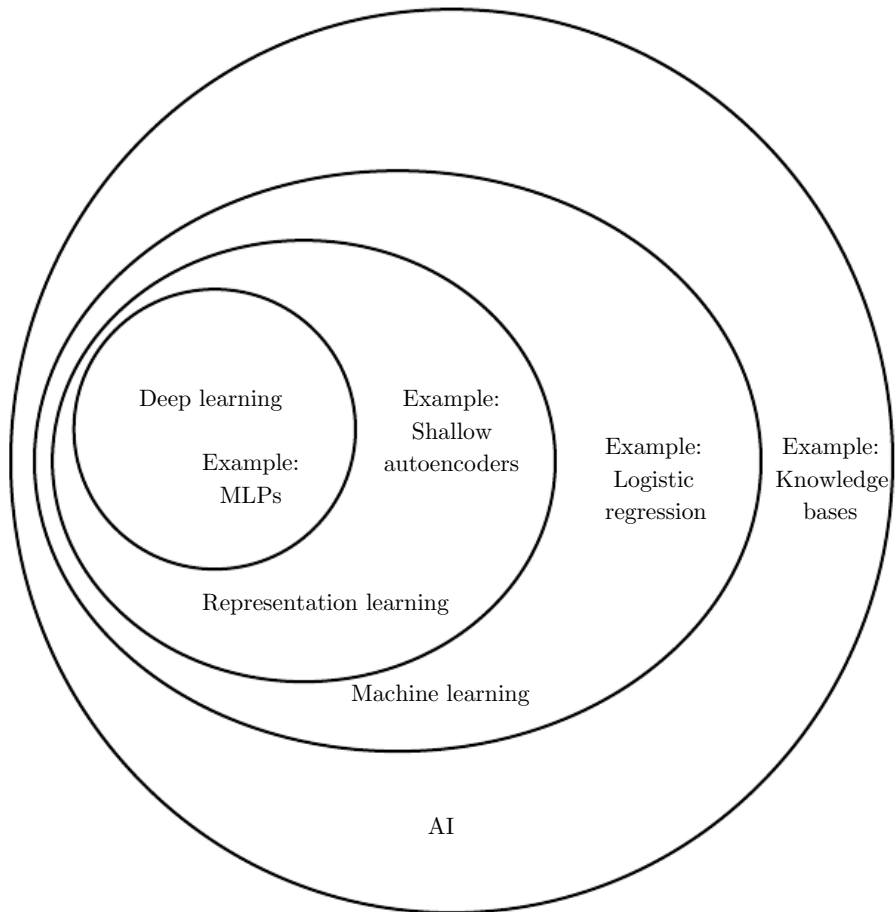 Deep learning
Example:
MLPs
Example:
Shallow
autoencoders
Example:
Logistic
regression
Example:
Knowledge
bases
Representation learning
Machine learning
AI